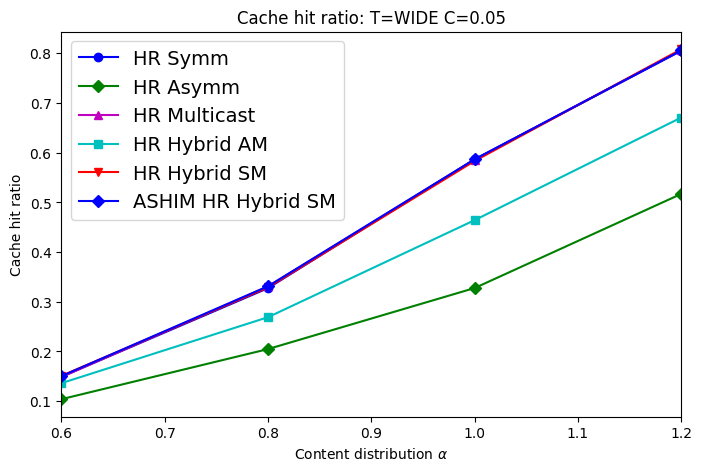 Cache hit ratio: T=WIDE C=0.05
HR Symm
HR Asymm
HR Multicast
HR Hybrid AM
HR Hybrid SM
ASHIM HR Hybrid SM
Cache hit ratio
0.8
0.7
0.6
0.5
0.4
0.3
0.2
0.1
0.6 0.7 0.8 0.9 1.0 1.1 1.2
Content distribution α